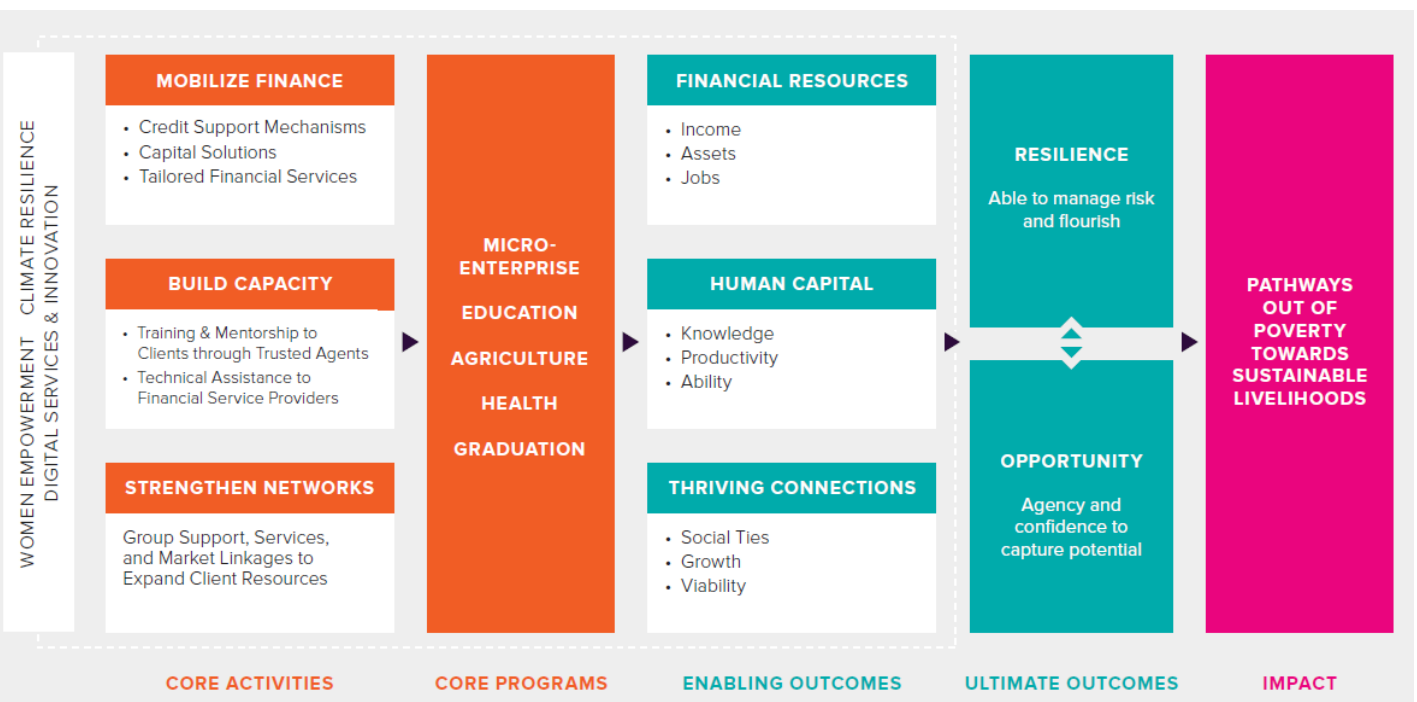 WOMEN EMPOWERMENT CLIMATE RESILIENCE
DIGITAL SERVICES & INNOVATION
MOBILIZE FINANCE
• Credit Support Mechanisms
• Capital Solutions
• Tailored Financial Services
BUILD CAPACITY
• Training & Mentorship to
Clients through Trusted Agents
• Technical Assistance to
Financial Service Providers
STRENGTHEN NETWORKS
Group Support, Services,
and Market Linkages to
Expand Client Resources
CORE ACTIVITIES
MICRO-
ENTERPRISE
EDUCATION
AGRICULTURE
HEALTH
GRADUATION
CORE PROGRAMS
FINANCIAL RESOURCES
• Income
• Assets
• Jobs
HUMAN CAPITAL
• Knowledge
• Productivity
• Ability
THRIVING CONNECTIONS
• Social Ties
• Growth
• Viability
ENABLING OUTCOMES
RESILIENCE
Able to manage risk
and flourish
OPPORTUNITY
Agency and
confidence to
capture potential
ULTIMATE OUTCOMES
PATHWAYS
OUT OF
POVERTY
TOWARDS
SUSTAINABLE
LIVELIHOODS
IMPACT